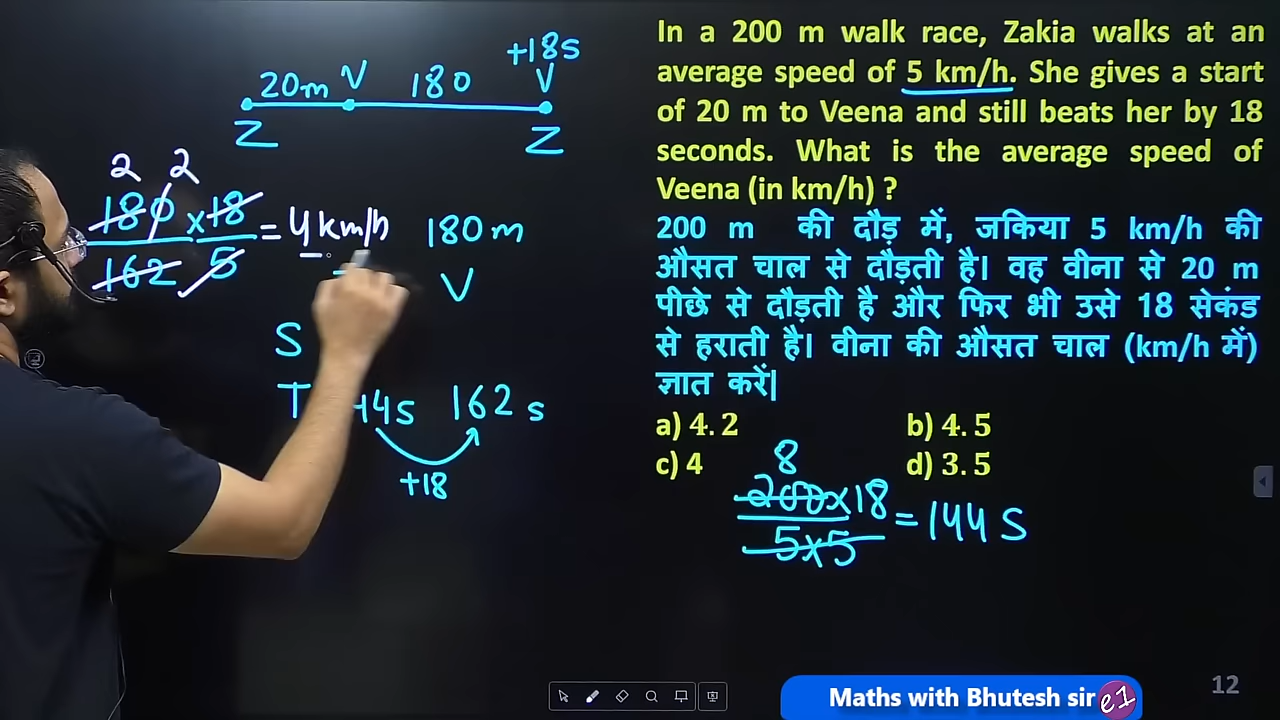 In a 200 m walk race, Zakia walks at an
average speed of 5 km/h. She gives a start
of 20 m to Veena and still beats her by 18
seconds. What is the average speed of
Veena (in km/h) ?
200 m की दौड़ में, जकिया 5 km/h की
औसत चाल से दौड़ती है। वह वीना से 20 m
पीछे से दौड़ती है और फिर भी उसे 18 सेकंड
से हराती है। वीना की औसत चाल (km/h में)
ज्ञात करें|
a) 4.2 b) 4.5
c) 4 d) 3.5
8
200×18
5×5
=144 S
+18s
20m V 180 V
Z Z
2 2
180 × 18
162 5
= 4 km/h
180 m
V
S
T 44s 162 s
+18
Maths with Bhutesh sir e1
12